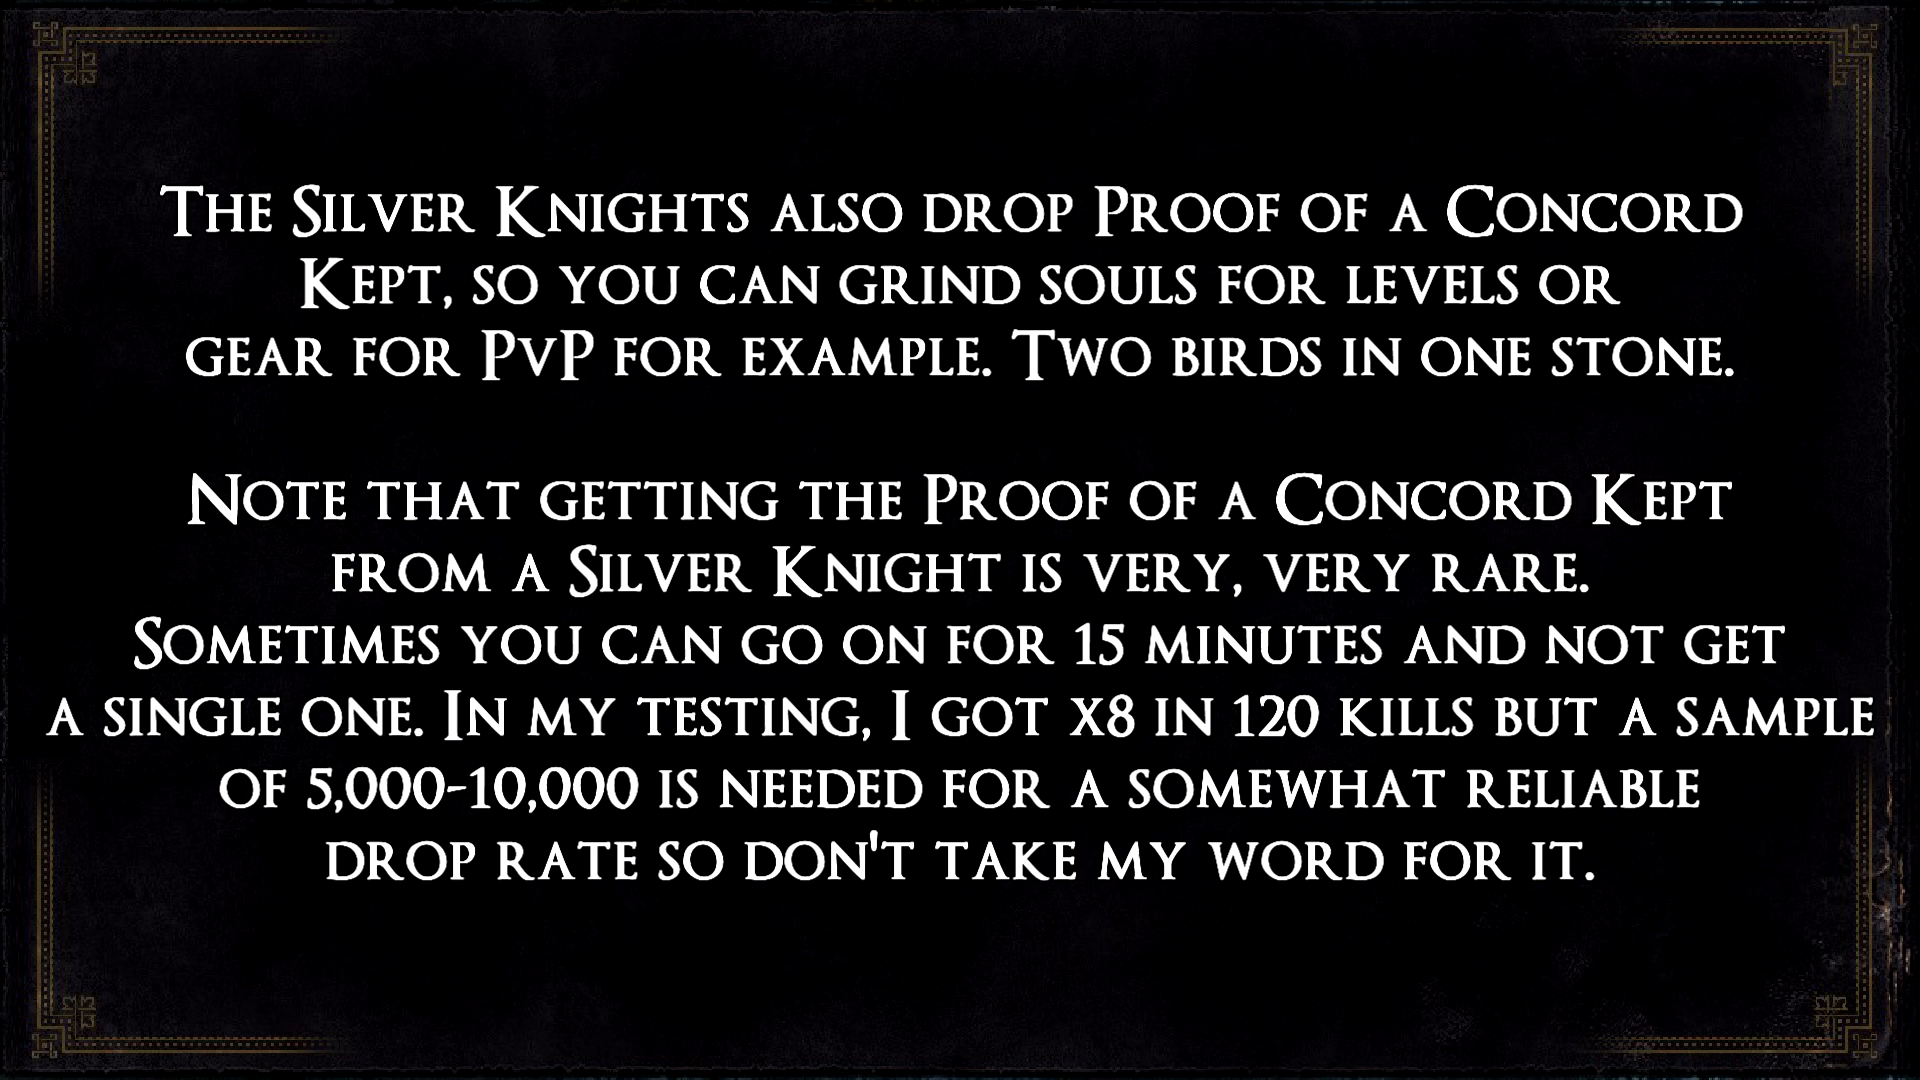 The Silver Knights also drop Proof of a Concord
Kept, so you can grind souls for levels or
gear for PvP for example. Two birds in one stone.
Note that getting the Proof of a Concord Kept
from a Silver Knight is very, very rare.
Sometimes you can go on for 15 minutes and not get
a single one. In my testing, I got x8 in 120 kills but a sample
of 5,000-10,000 is needed for a somewhat reliable
drop rate so don't take my word for it.